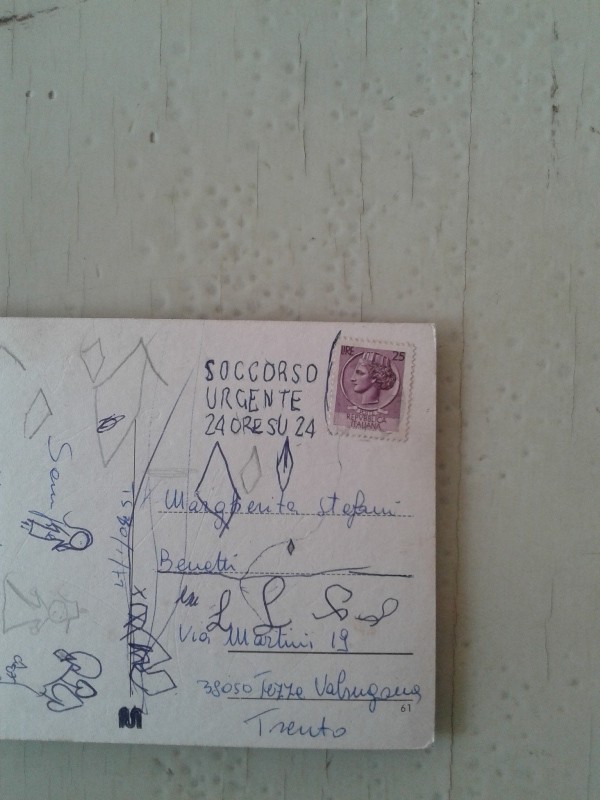 LIRE 25
REPUBBLICA
ITALIANA
SOCCORSO
URGENTE
24 ORE SU 24
Margherita Stefani
Benetti
Via Martini 19
38050 Tezze Valsugana
Trento
61